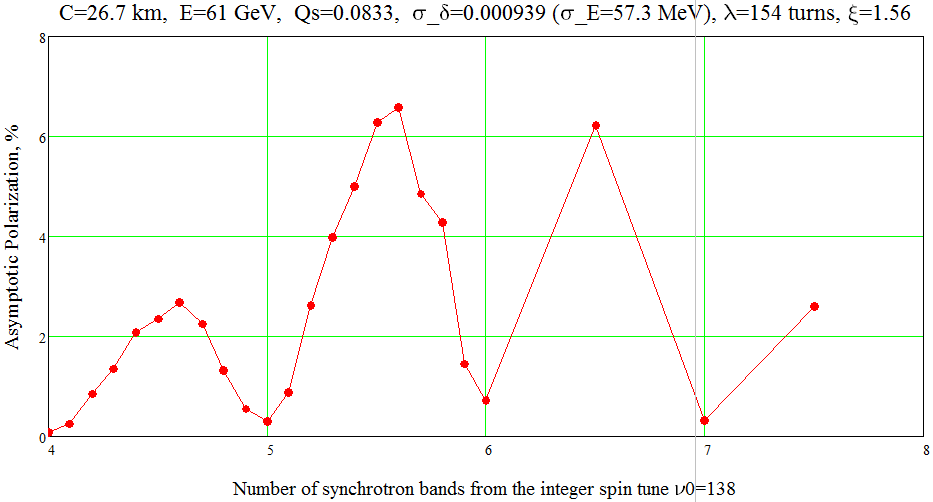 C=26.7 km, E=61 GeV, Qs=0.0833, σ_δ=0.000939 (σ_E=57.3 MeV), λ=154 turns, ξ=1.56
Asymptotic Polarization, %
8
6
4
2
0
4 5 6 7 8
Number of synchrotron bands from the integer spin tune ν0=138